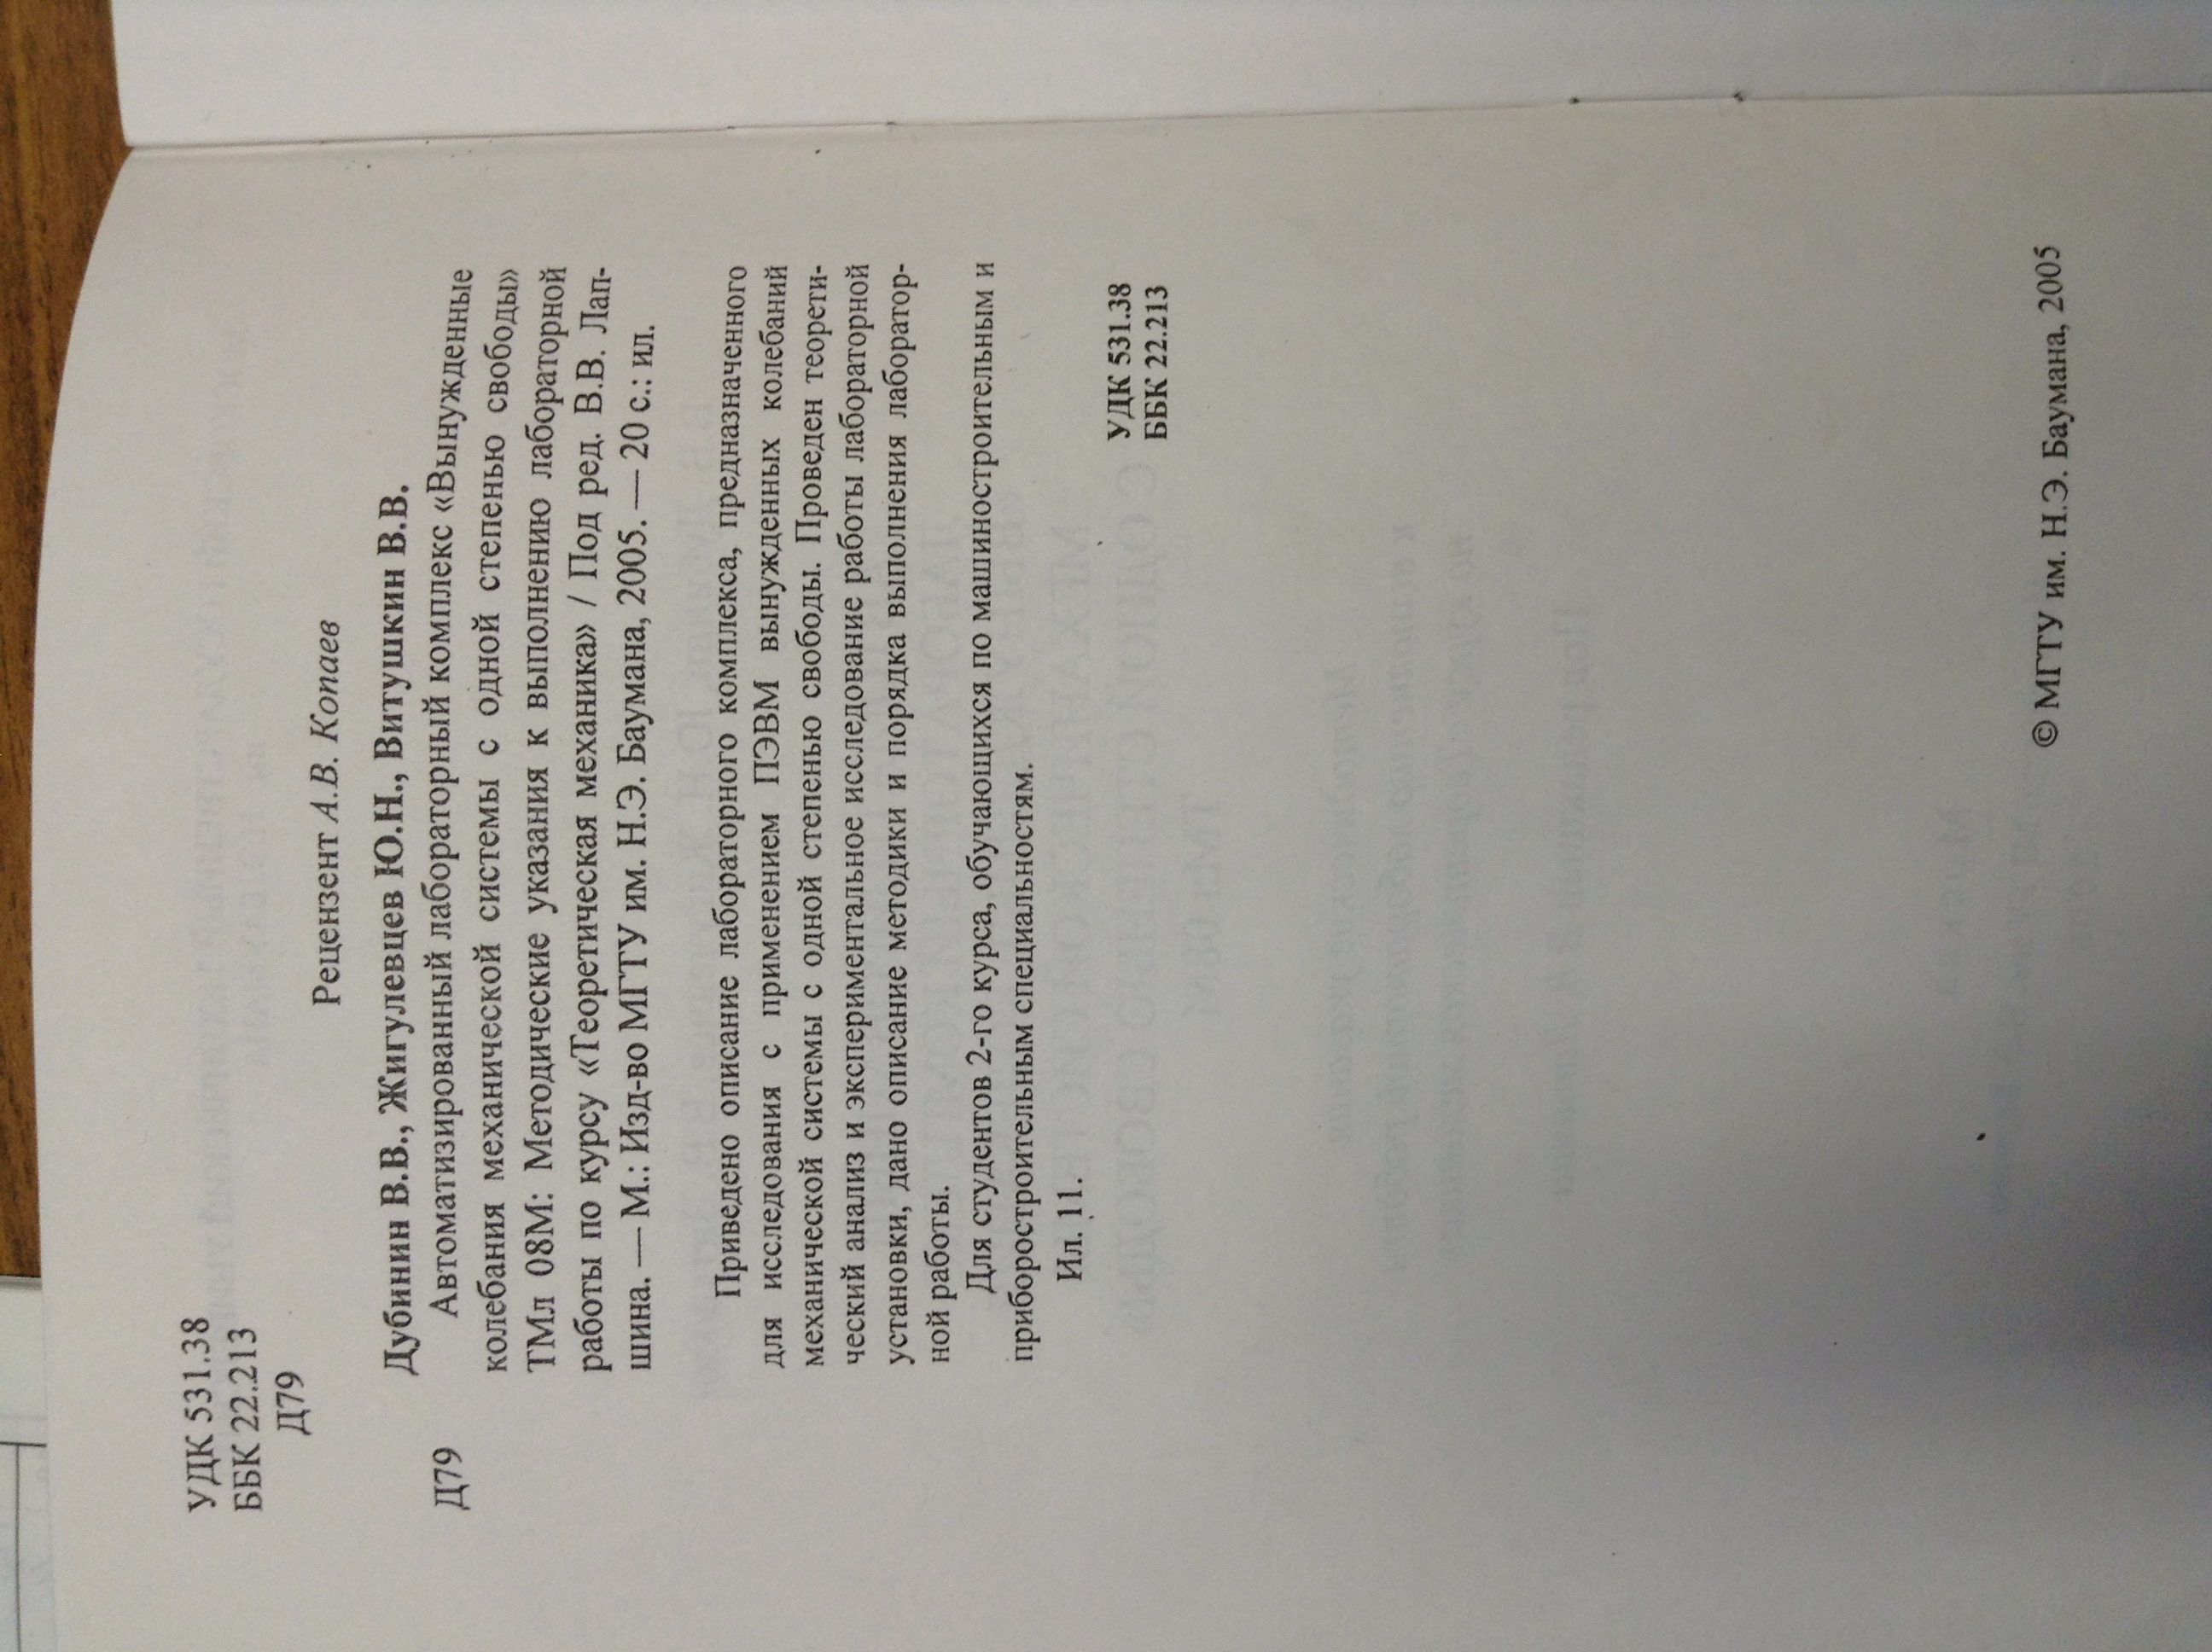 УДК 531.38
ББК 22.213
Д79
Рецензент А.В. Копаев
Дубинин В.В., Жигулевцев Ю.Н., Витушкин В.В.
Д79 Автоматизированный лабораторный комплекс «Вынужденные
колебания механической системы с одной степенью свободы»
ТМл 08М: Методические указания к выполнению лабораторной
работы по курсу «Теоретическая механика» / Под ред. В.В. Лап-
шина. — М.: Изд-во МГТУ им. Н.Э. Баумана, 2005. — 20 с.: ил.
Приведено описание лабораторного комплекса, предназначенного
для исследования с применением ПЭВМ вынужденных колебаний
механической системы с одной степенью свободы. Проведен теорети-
ческий анализ и экспериментальное исследование работы лабораторной
установки, дано описание методики и порядка выполнения лаборатор-
ной работы.
Для студентов 2-го курса, обучающихся по машиностроительным и
приборостроительным специальностям.
Ил. 11.
УДК 531.38
ББК 22.213
© МГТУ им. Н.Э. Баумана, 2005